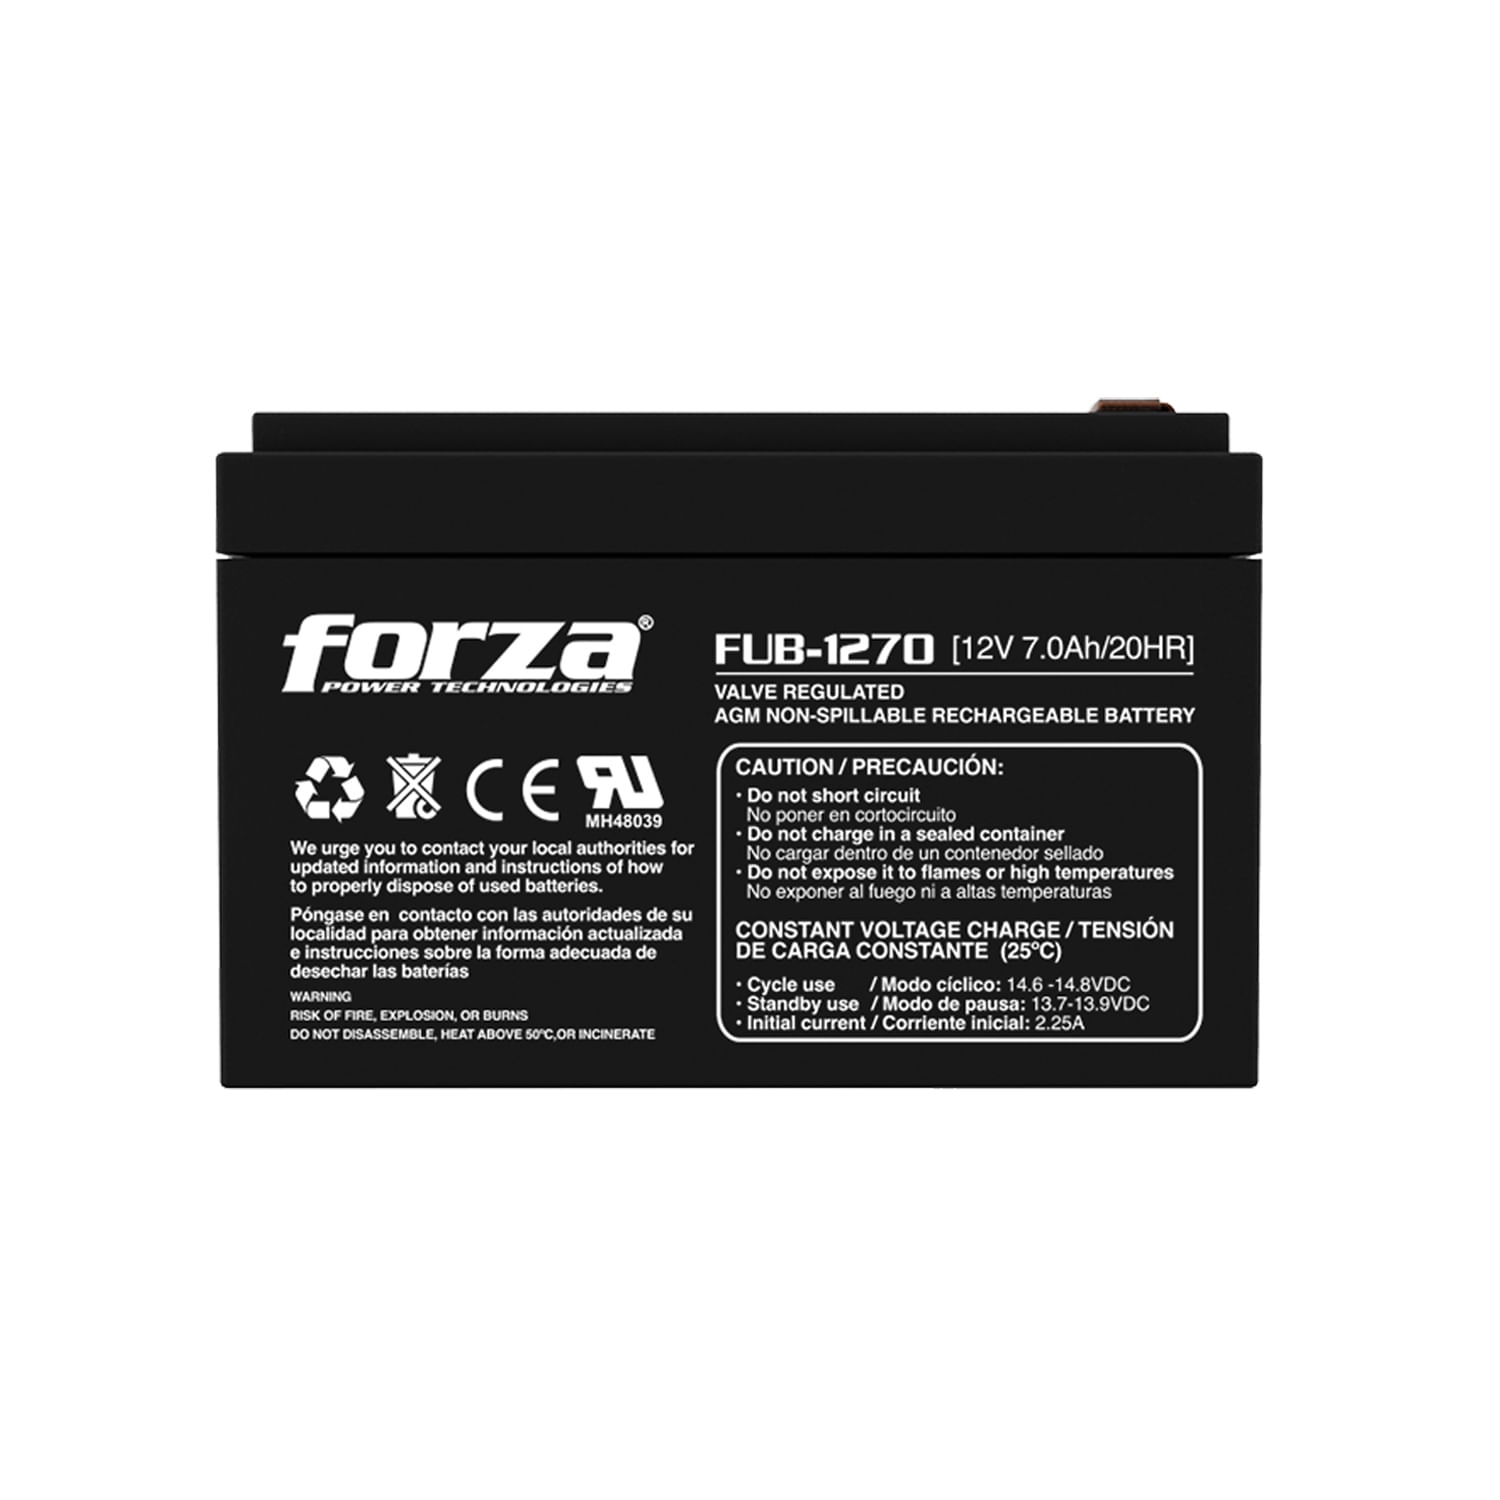 forza®
POWER TECHNOLOGIES
FUB-1270 [12V 7.0Ah/20HR]
VALVE REGULATED
AGM NON-SPILLABLE RECHARGEABLE BATTERY
CE
RU
MH48039
We urge you to contact your local authorities for
updated information and instructions of how
to properly dispose of used batteries.
Póngase en contacto con las autoridades de su
localidad para obtener información actualizada
e instrucciones sobre la forma adecuada de
desechar las baterías
WARNING
RISK OF FIRE, EXPLOSION, OR BURNS
DO NOT DISASSEMBLE, HEAT ABOVE 50ºC,OR INCINERATE
CAUTION / PRECAUCIÓN:
· Do not short circuit
No poner en cortocircuito
· Do not charge in a sealed container
No cargar dentro de un contenedor sellado
· Do not expose it to flames or high temperatures
No exponer al fuego ni a altas temperaturas
CONSTANT VOLTAGE CHARGE / TENSIÓN
DE CARGA CONSTANTE (25ºC)
· Cycle use / Modo cíclico: 14.6 -14.8VDC
· Standby use / Modo de pausa: 13.7-13.9VDC
· Initial current / Corriente inicial: 2.25A